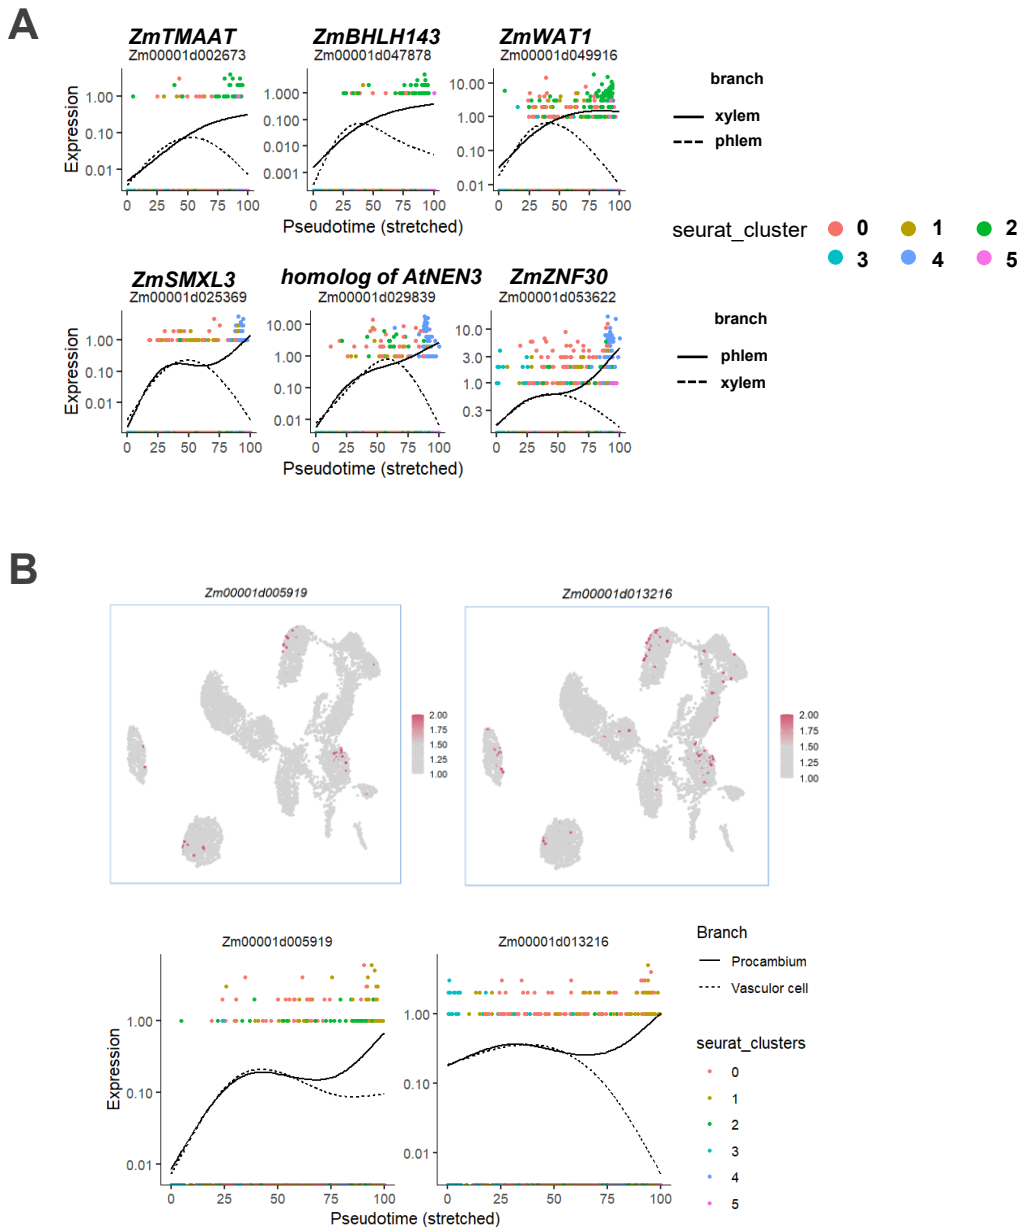 A
ZmTMAAT ZmBHLH143 ZmWAT1
Zm00001d002673 Zm00001d047878 Zm00001d049916
Expression
1.00
0.10
0.01
0 25 50 75 100
1.000
0.100
0.010
0.001
0 25 50 75 100
10.00
1.00
0.10
0.01
0 25 50 75 100
Pseudotime (stretched)
branch
xylem
phlem
seurat_cluster 0 1 2
3 4 5
ZmSMXL3 homolog of AtNEN3 ZmZNF30
Zm00001d025369 Zm00001d029839 Zm00001d053622
Expression
1.00
0.10
0.01
0 25 50 75 100
10.00
1.00
0.10
0.01
0 25 50 75 100
10.0
3.0
1.0
0.3
0 25 50 75 100
Pseudotime (stretched)
branch
phlem
xylem
B
Zm00001d005919 Zm00001d013216
2.00
1.75
1.50
1.25
1.00
2.00
1.75
1.50
1.25
1.00
Zm00001d005919 Zm00001d013216
Expression
1.00
0.10
0.01
0 25 50 75 100
1.00
0.10
0.01
0 25 50 75 100
Pseudotime (stretched)
Branch
Procambium
Vasculor cell
seurat_clusters
0
1
2
3
4
5